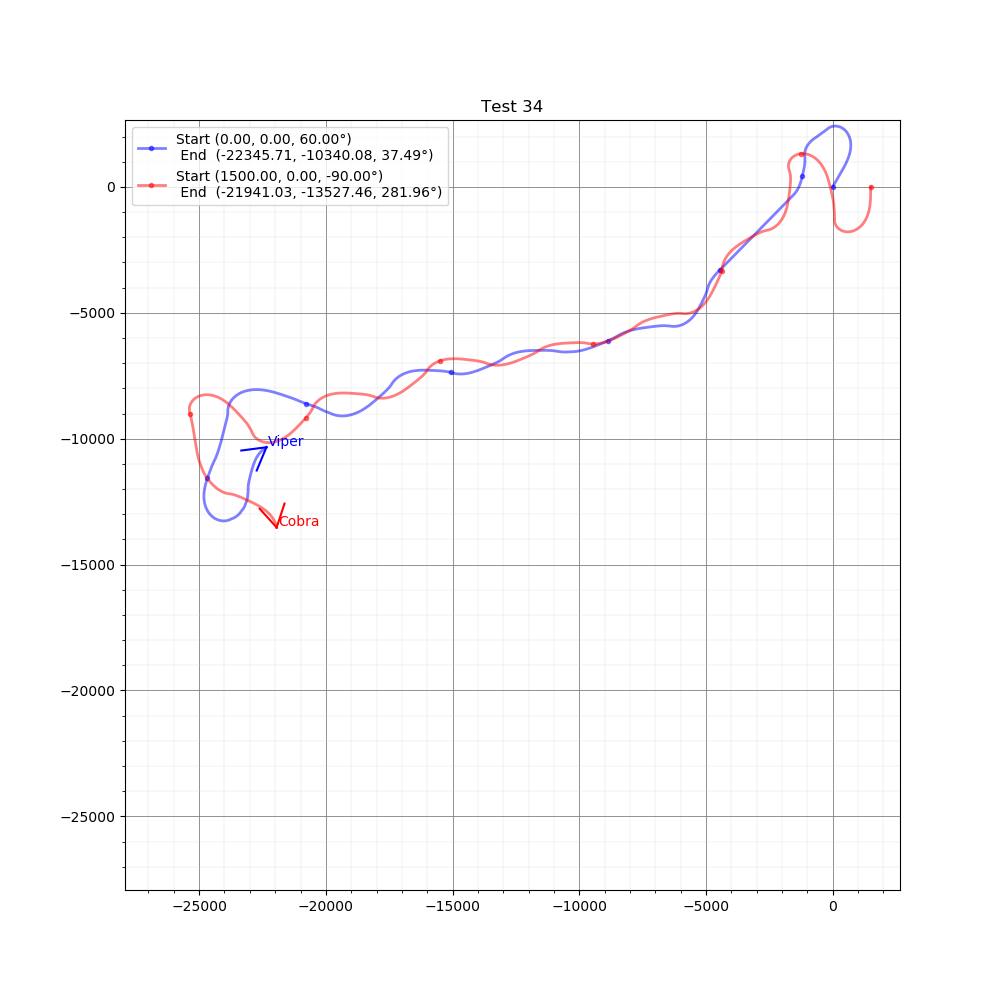 Test 34
Start (0.00, 0.00, 60.00°)
End  (-22345.71, -10340.08, 37.49°)
Start (1500.00, 0.00, -90.00°)
End  (-21941.03, -13527.46, 281.96°)
0
−5000
−10000
−15000
−20000
−25000
Viper
Cobra
−25000 −20000 −15000 −10000 −5000 0